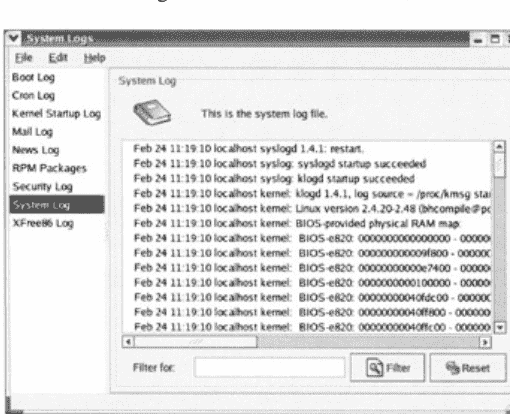 System Logs
File Edit Help
Boot Log
Cron Log
Kernel Startup Log
Mail Log
News Log
RPM Packages
Security Log
System Log
XFree86 Log
System Log
This is the system log file.
Feb 24 11:19:10 localhost syslogd 1.4.1: restart.
Feb 24 11:19:10 localhost syslog: syslogd startup succeeded
Feb 24 11:19:10 localhost syslog: klogd startup succeeded
Feb 24 11:19:10 localhost kernel: klogd 1.4.1, log source = /proc/kmsg star
Feb 24 11:19:10 localhost kernel: Linux version 2.4.20-2.48 (bhcompile@po
Feb 24 11:19:10 localhost kernel: BIOS-provided physical RAM map:
Feb 24 11:19:10 localhost kernel: BIOS-e820: 0000000000000000 - 000000
Feb 24 11:19:10 localhost kernel: BIOS-e820: 000000000009f800 - 000000
Feb 24 11:19:10 localhost kernel: BIOS-e820: 00000000000e7400 - 000000
Feb 24 11:19:10 localhost kernel: BIOS-e820: 0000000000100000 - 000000
Feb 24 11:19:10 localhost kernel: BIOS-e820: 0000000040fdc00 - 000000
Feb 24 11:19:10 localhost kernel: BIOS-e820: 0000000040ff800 - 000000
Feb 24 11:19:10 localhost kernel: BIOS-e820: 0000000040ffc00 - 000000
Filter for:
Filter
Reset